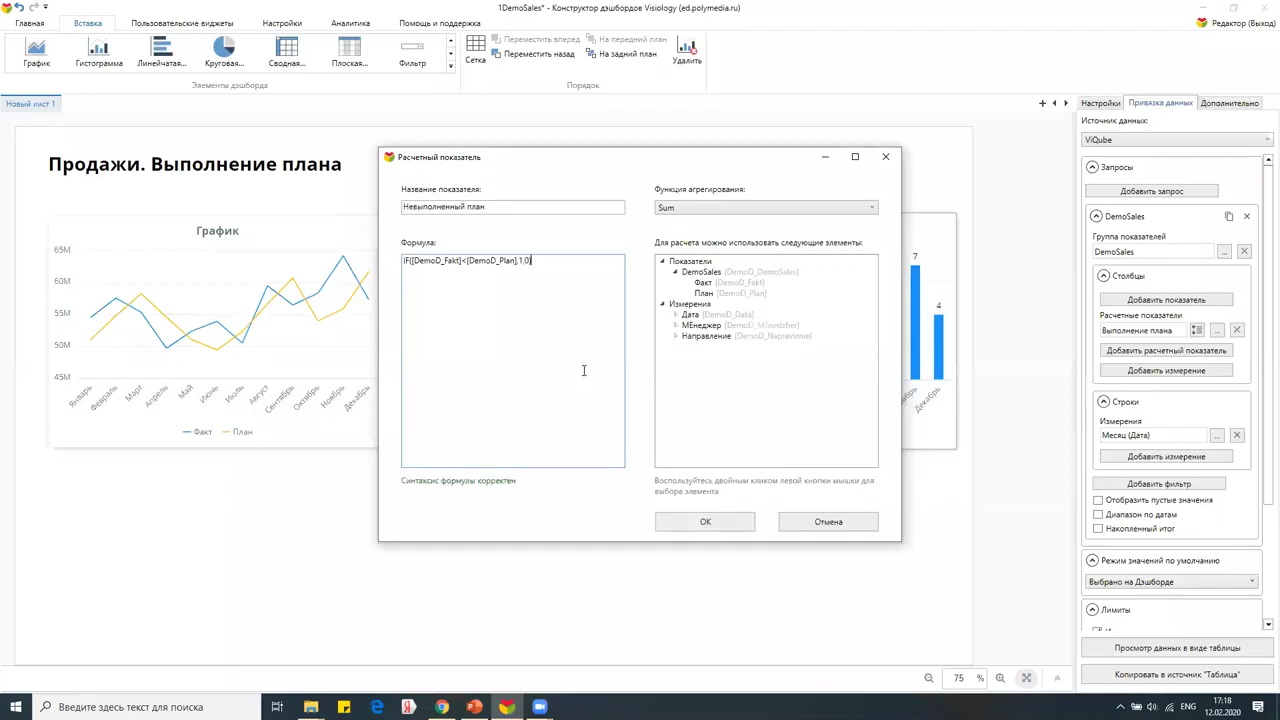 1DemoSales* - Конструктор дэшбордов Visiology (ed.polymedia.ru)
Главная Вставка Пользовательские виджеты Настройки Аналитика Помощь и поддержка Редактор (Выход)
График Гистограмма Линейчатая... Круговая... Сводная... Плоская... Фильтр Сетка Переместить вперед На передний план Удалить
Переместить назад На задний план
Элементы дэшборда Порядок
Новый лист 1
Настройки Привязка данных Дополнительно
Источник данных:
ViQube
Запросы
Добавить запрос
DemoSales
Группа показателей
DemoSales ...
Столбцы
Добавить показатель
Расчетные показатели
Выполнение плана ...
Добавить расчетный показатель
Добавить измерение
Строки
Измерения
Месяц (Дата) ...
Добавить измерение
Добавить фильтр
Отобразить пустые значения
Диапазон по датам
Накопленный итог
Режим значений по умолчанию
Выбрано на Дэшборде
Лимиты
Просмотр данных в виде таблицы
Копировать в источник "Таблица"
Продажи. Выполнение плана
График
65M
60M
55M
50M
45M
Январь Февраль Март Апрель Май Июнь Июль Август Сентябрь Октябрь Ноябрь Декабрь
Факт План
7
4
Декабрь
Расчетный показатель
Название показателя:
Невыполненный план
Функция агрегирования:
Sum
Формула:
IF([DemoD_Fakt]<[DemoD_Plan],1,0)
Синтаксис формулы корректен
Для расчета можно использовать следующие элементы:
Показатели
DemoSales [DemoD_DemoSales]
Факт [DemoD_Fakt]
План [DemoD_Plan]
Измерения
Дата [DemoD_Data]
МЕнеджер [DemoD_MEnedzher]
Направление [DemoD_Napravlenie]
Воспользуйтесь двойным кликом левой кнопки мышки для
выбора элемента
OK Отмена
75 %
Введите здесь текст для поиска
ENG
17:18
12.02.2020